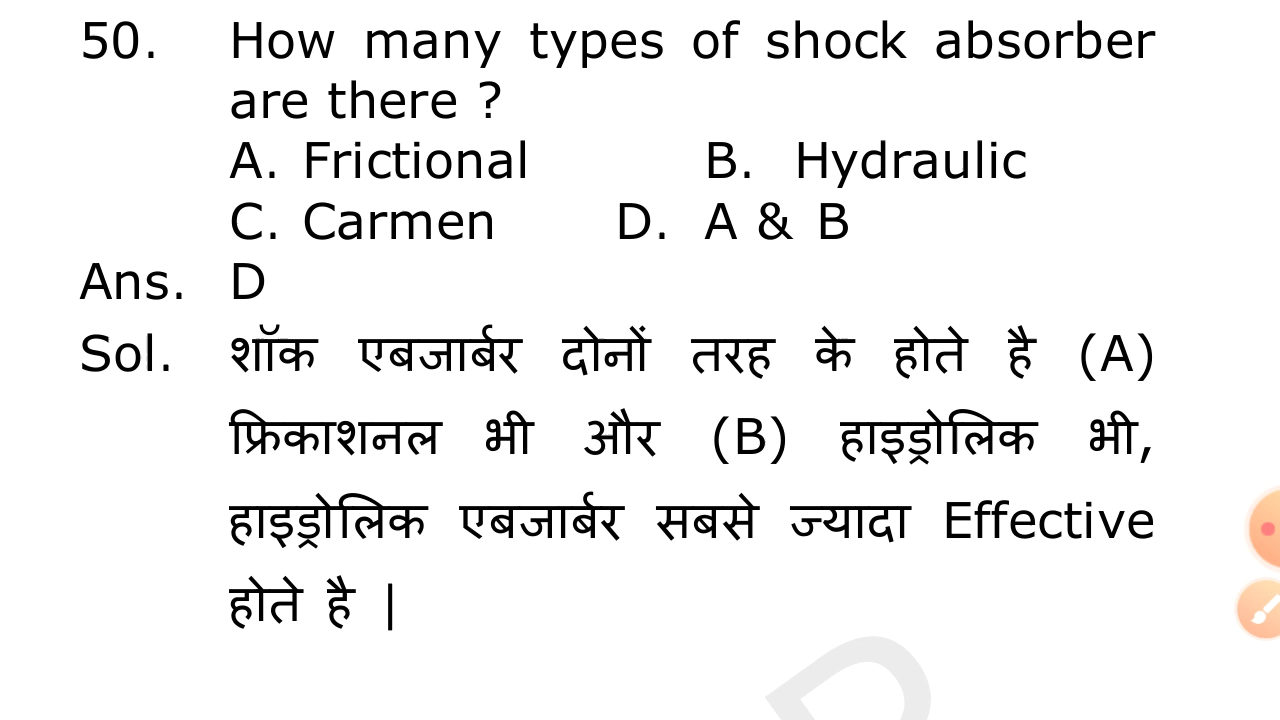 50. How many types of shock absorber
are there ?
A. Frictional B. Hydraulic
C. Carmen D. A & B
Ans. D
Sol. शॉक एबजार्बर दोनों तरह के होते है (A)
फ्रिकाशनल भी और (B) हाइड्रोलिक भी,
हाइड्रोलिक एबजार्बर सबसे ज्यादा Effective
होते है |